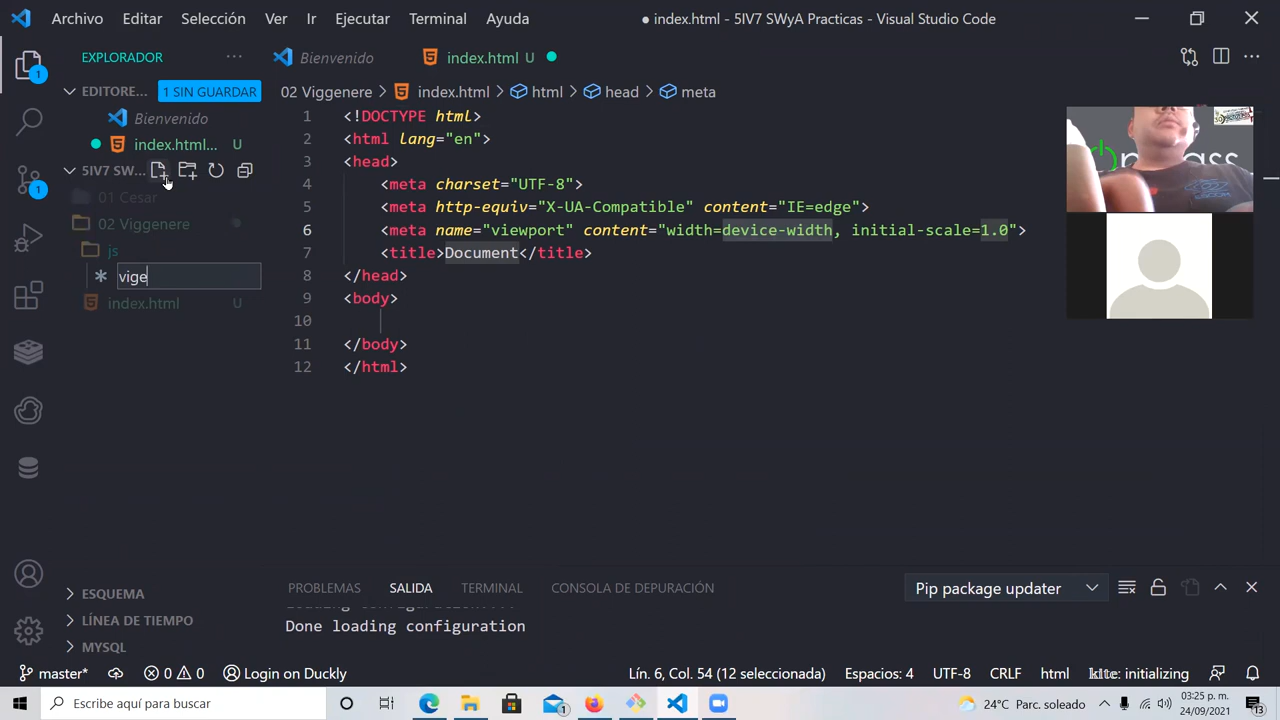 Archivo Editar Selección Ver Ir Ejecutar Terminal Ayuda ● index.html - 5IV7 SWyA Practicas - Visual Studio Code
EXPLORADOR ···
Bienvenido
index.html U
EDITORE... 1 SIN GUARDAR
Bienvenido
index.html... U
5IV7 SW...
01 Cesar
02 Viggenere
js
vige
index.html U
02 Viggenere > index.html > html > head > meta
1 <!DOCTYPE html>
2 <html lang="en">
3 <head>
4 <meta charset="UTF-8">
5 <meta http-equiv="X-UA-Compatible" content="IE=edge">
6 <meta name="viewport" content="width=device-width, initial-scale=1.0">
7 <title>Document</title>
8 </head>
9 <body>
10
11 </body>
12 </html>
PROBLEMAS SALIDA TERMINAL CONSOLA DE DEPURACIÓN Pip package updater
Loading configuration...
Done loading configuration
ESQUEMA
LÍNEA DE TIEMPO
MYSQL
master* 0 0 Login on Duckly Lín. 6, Col. 54 (12 seleccionada) Espacios: 4 UTF-8 CRLF html kite: initializing
Escribe aquí para buscar
24°C Parc. soleado
03:25 p. m.
24/09/2021
13